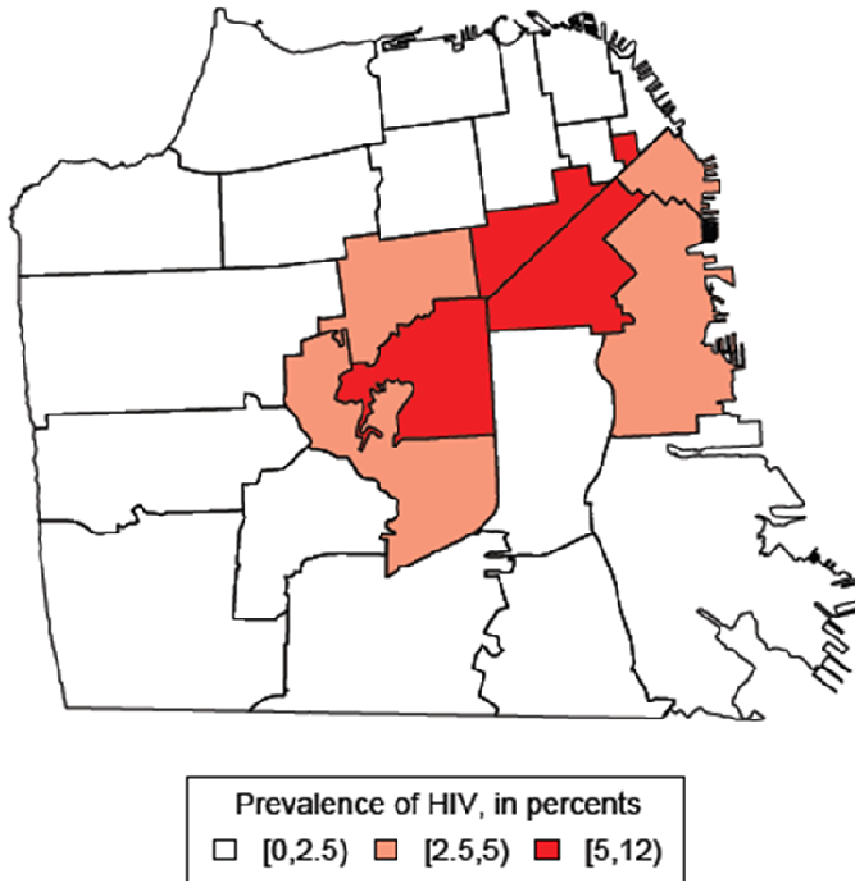 Prevalence of HIV, in percents
[0,2.5) [2.5,5) [5,12)